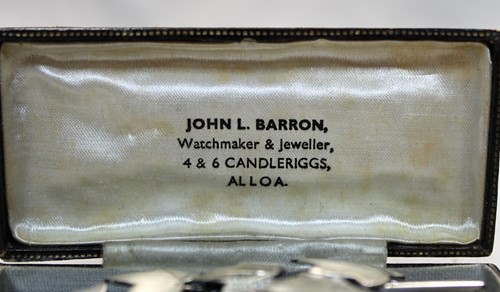 JOHN L. BARRON,
Watchmaker & Jeweller,
4 & 6 CANDLERIGGS,
ALLOA.